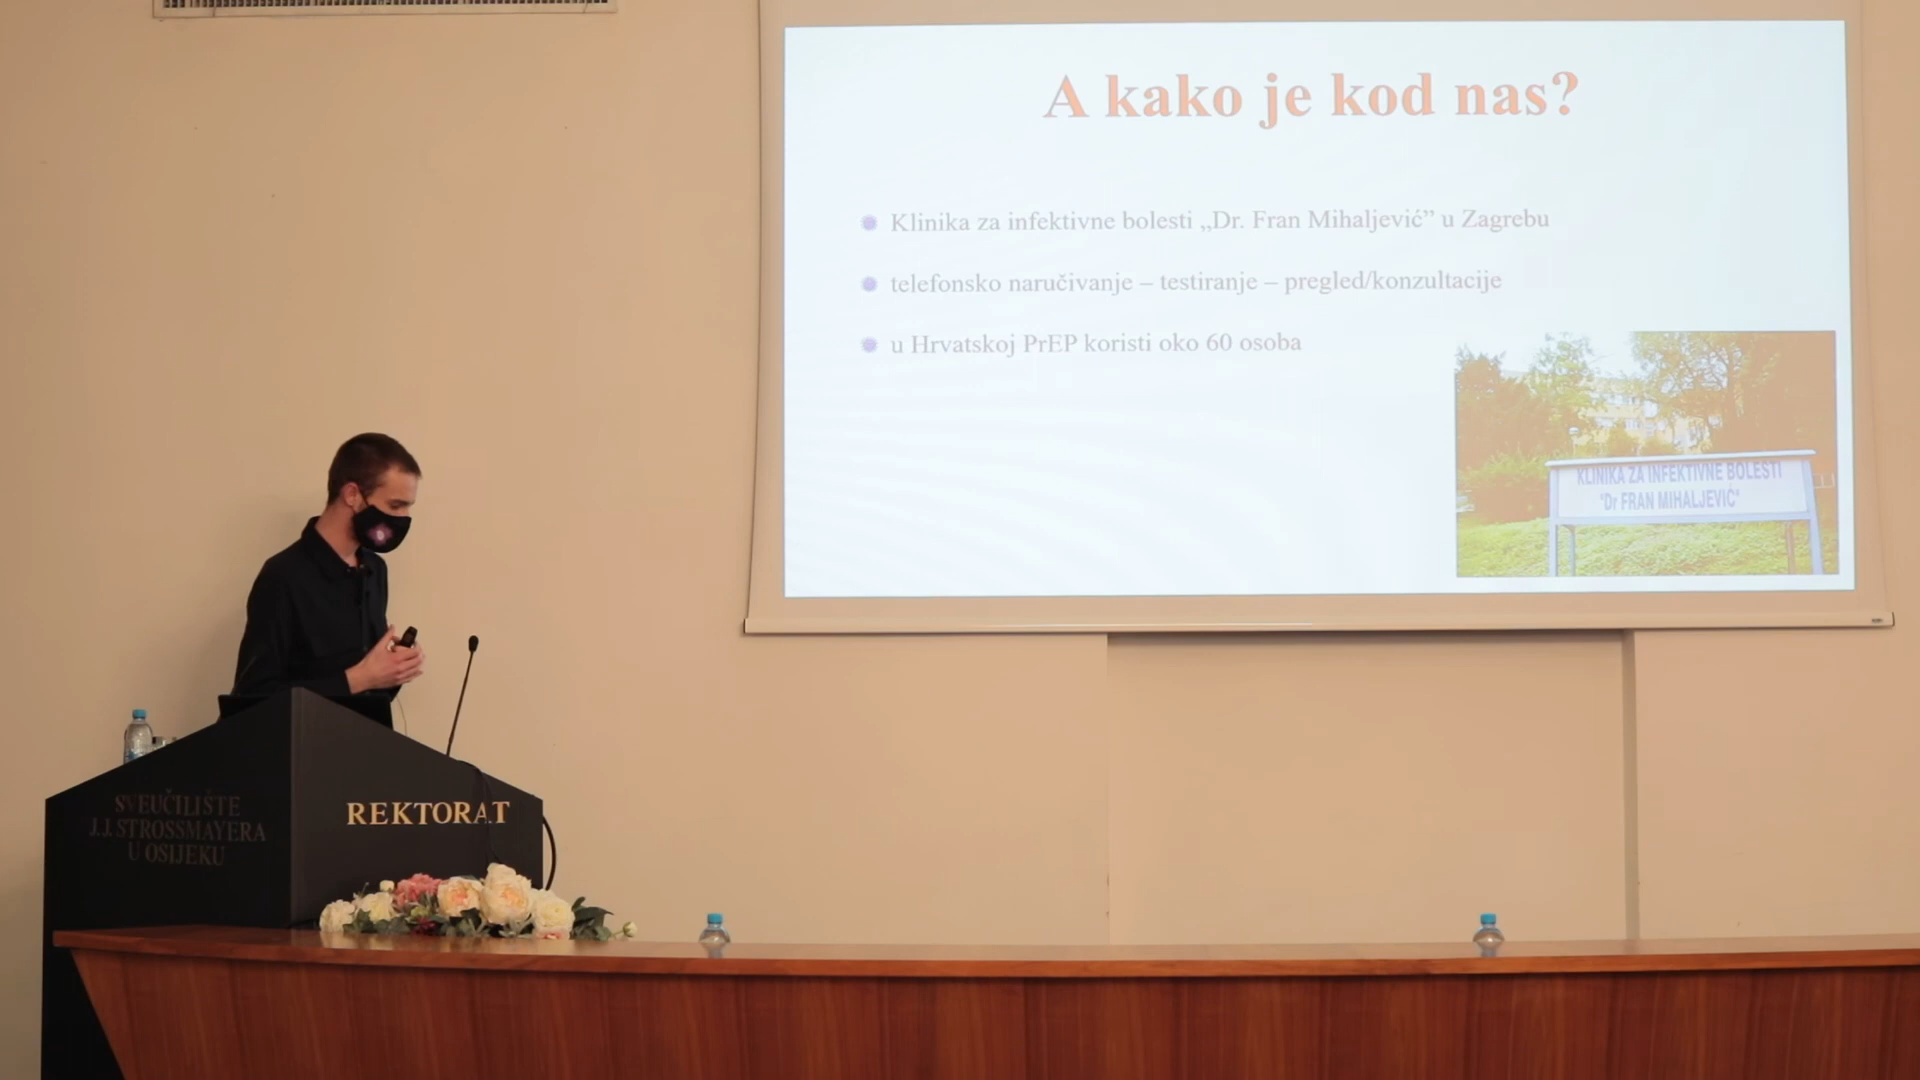 A kako je kod nas?
Klinika za infektivne bolesti „Dr. Fran Mihaljević” u Zagrebu
telefonsko naručivanje – testiranje – pregled/konzultacije
u Hrvatskoj PrEP koristi oko 60 osoba
KLINIKA ZA INFEKTIVNE BOLESTI
"Dr FRAN MIHALJEVIĆ"
SVEUČILIŠTE
J.J. STROSSMAYERA
U OSIJEKU
REKTORAT